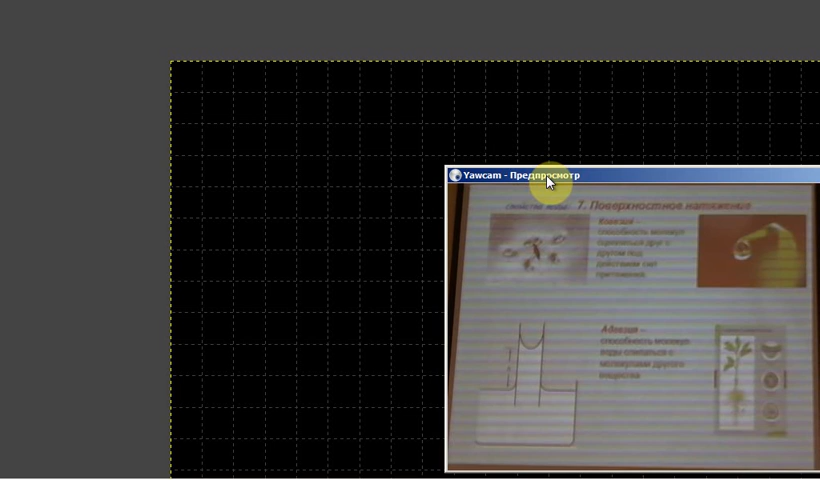 Yawcam - Предпросмотр
свойства воды 7. Поверхностное натяжение
Когезия –
способность молекул
сцепляться друг с
другом под
действием сил
притяжения.
Адгезия –
способность молекул
воды слипаться с
молекулами другого
вещества